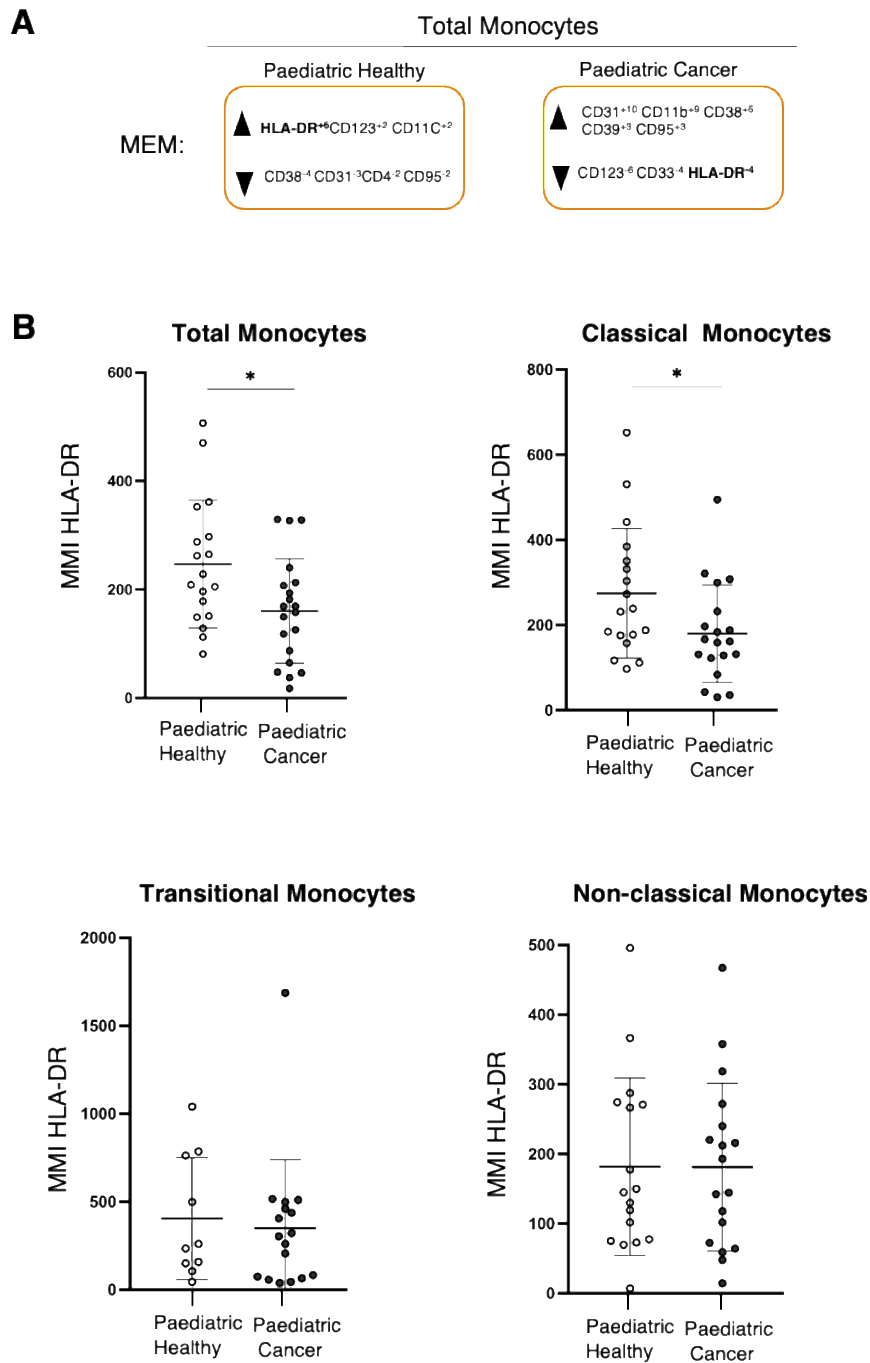 A
Total Monocytes
Paediatric Healthy
Paediatric Cancer
MEM:
▲ HLA-DR⁺⁶CD123⁺² CD11C⁺²
▼ CD38⁻⁴ CD31⁻³CD4⁻² CD95⁻²
▲ CD31⁺¹⁰ CD11b⁺⁹ CD38⁺⁵
CD39⁺³ CD95⁺³
▼ CD123⁻⁶ CD33⁻⁴ HLA-DR⁻⁴
B
Total Monocytes
MMI HLA-DR
600
400
200
0
*
Paediatric
Healthy
Paediatric
Cancer
Classical Monocytes
MMI HLA-DR
800
600
400
200
0
*
Paediatric
Healthy
Paediatric
Cancer
Transitional Monocytes
MMI HLA-DR
2000
1500
1000
500
0
Paediatric
Healthy
Paediatric
Cancer
Non-classical Monocytes
MMI HLA-DR
500
400
300
200
100
0
Paediatric
Healthy
Paediatric
Cancer